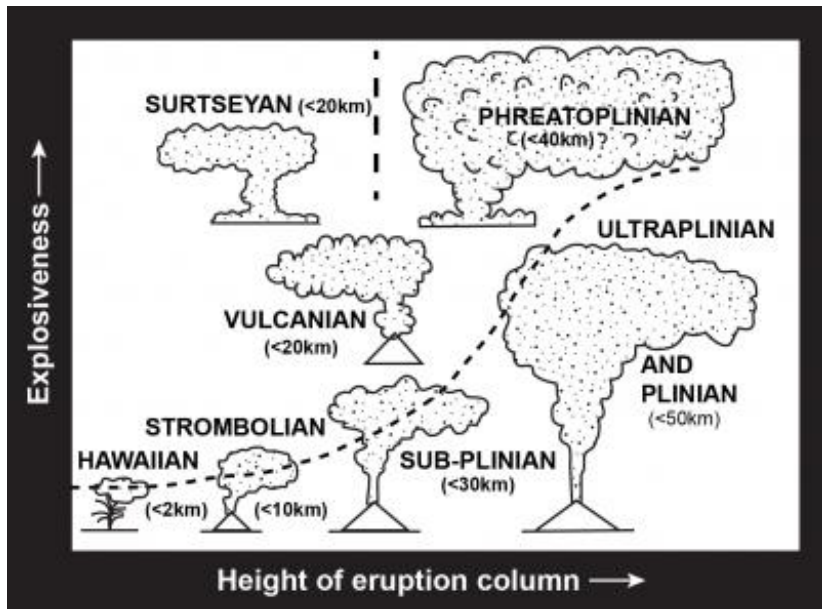 SURTSEYAN (<20km)
PHREATOPLINIAN
(<40km)
ULTRAPLINIAN
VULCANIAN
(<20km)
AND
PLINIAN
(<50km)
STROMBOLIAN
HAWAIIAN
SUB-PLINIAN
(<30km)
(<2km)
(<10km)
Explosiveness →
Height of eruption column →